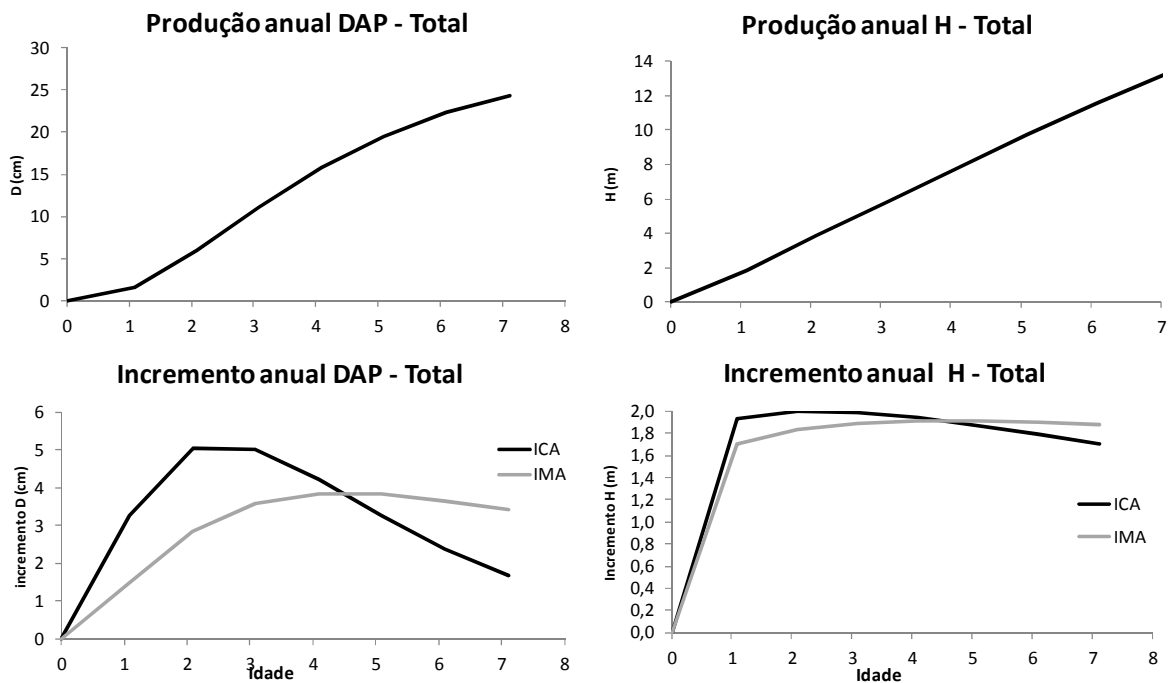 Produção anual DAP - Total
30
25
20
15
10
5
0
D (cm)
0 1 2 3 4 5 6 7 8
Produção anual H - Total
14
12
10
8
6
4
2
0
H (m)
0 1 2 3 4 5 6 7
Incremento anual DAP - Total
6
5
4
3
2
1
0
incremento D (cm)
ICA
IMA
0 1 2 3 4 5 6 7 8
Idade
Incremento anual H - Total
2,0
1,8
1,6
1,4
1,2
1,0
0,8
0,6
0,4
0,2
0,0
Incremento H (m)
ICA
IMA
0 1 2 3 4 5 6 7 8
Idade